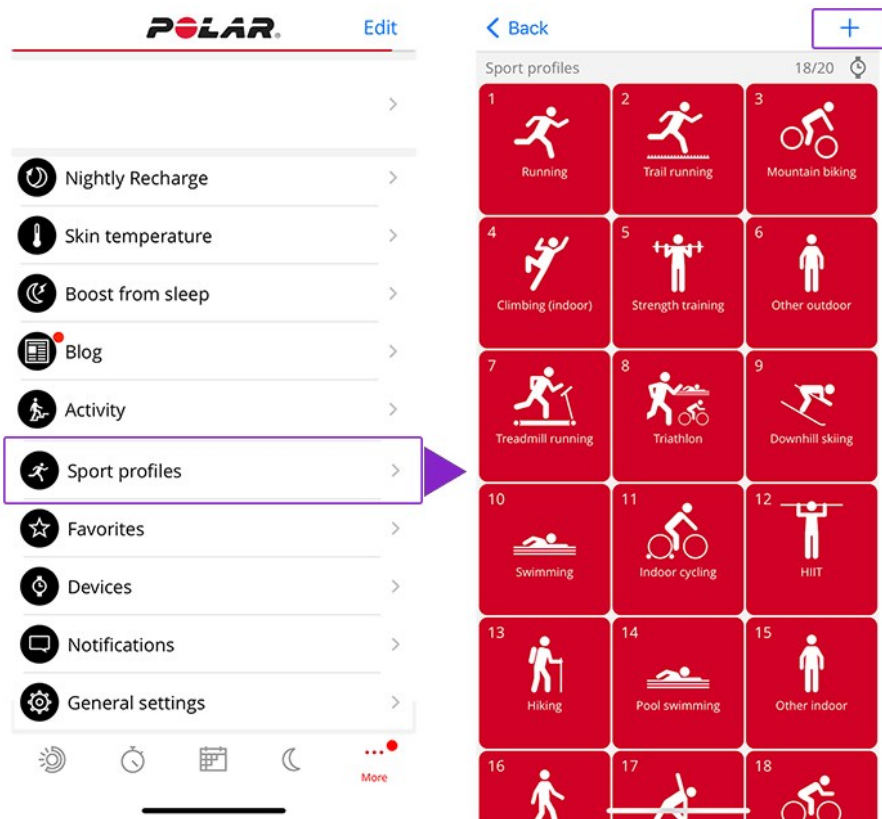 POLAR
Edit
Nightly Recharge
Skin temperature
Boost from sleep
Blog
Activity
Sport profiles
Favorites
Devices
Notifications
General settings
More
Back
+
Sport profiles 18/20
1 2 3
Running Trail running Mountain biking
4 5 6
Climbing (indoor) Strength training Other outdoor
7 8 9
Treadmill running Triathlon Downhill skiing
10 11 12
Swimming Indoor cycling HIIT
13 14 15
Hiking Pool swimming Other indoor
16 17 18